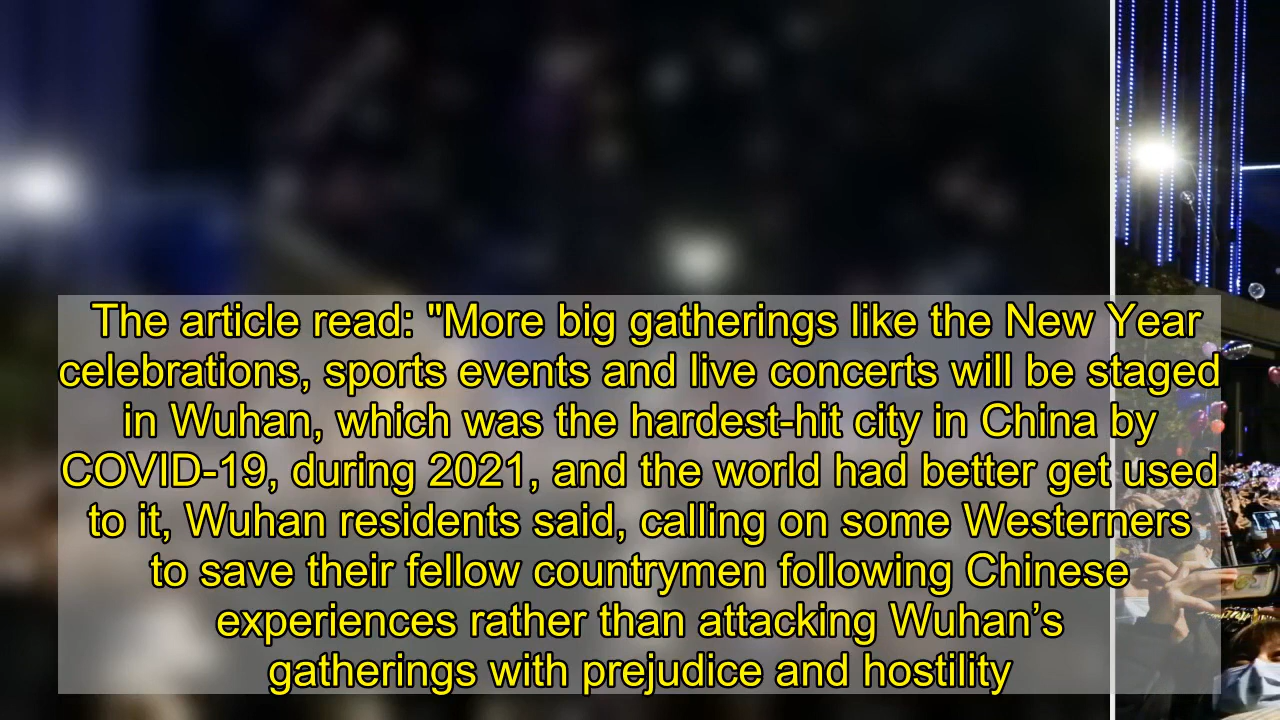 The article read: "More big gatherings like the New Year
celebrations, sports events and live concerts will be staged
in Wuhan, which was the hardest-hit city in China by
COVID-19, during 2021, and the world had better get used
to it, Wuhan residents said, calling on some Westerners
to save their fellow countrymen following Chinese
experiences rather than attacking Wuhan’s
gatherings with prejudice and hostility